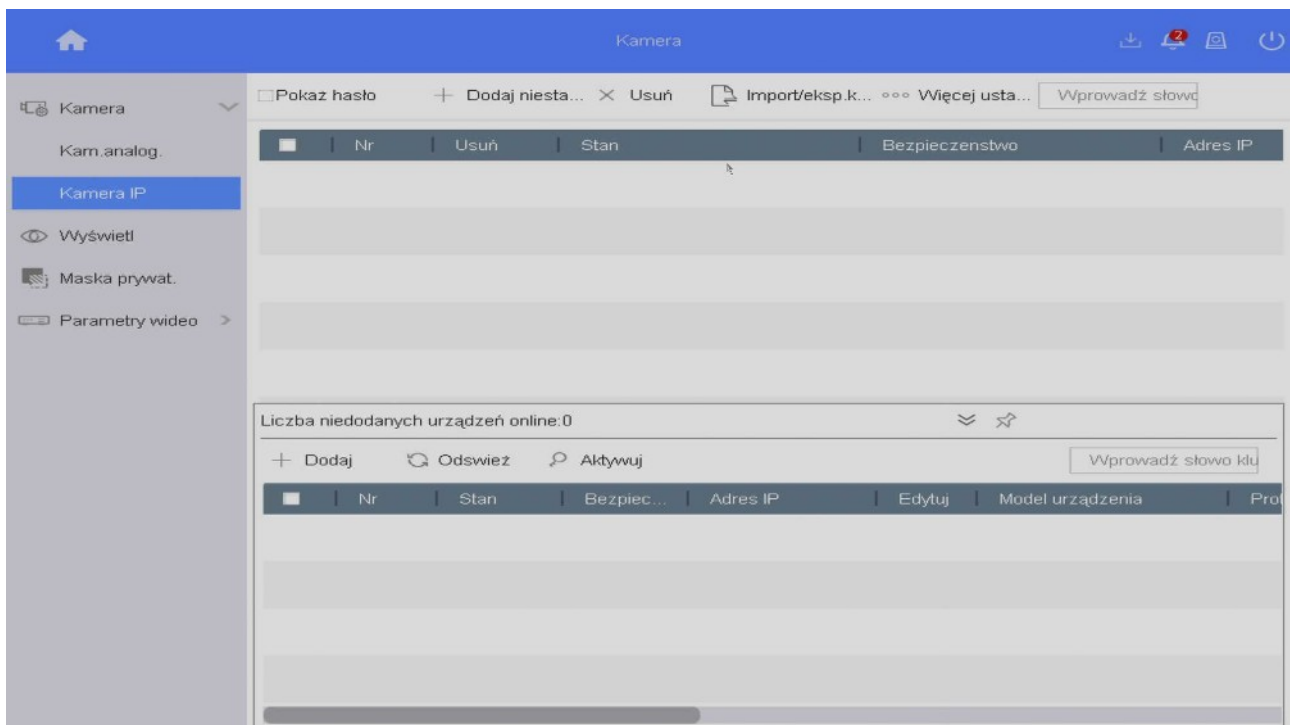 Kamera
2
Kamera
Pokaż hasło
Dodaj niesta...
Usuń
Import/eksp.k...
Więcej usta...
Wprowadź słowo
Kam.analog.
Nr
Usuń
Stan
Bezpieczenstwo
Adres IP
Kamera IP
Wyświetl
Maska prywat.
Parametry wideo
Liczba niedodanych urządzeń online:0
Dodaj
Odswież
Aktywuj
Wprowadź słowo klu
Nr
Stan
Bezpiec...
Adres IP
Edytuj
Model urządzenia
Prot